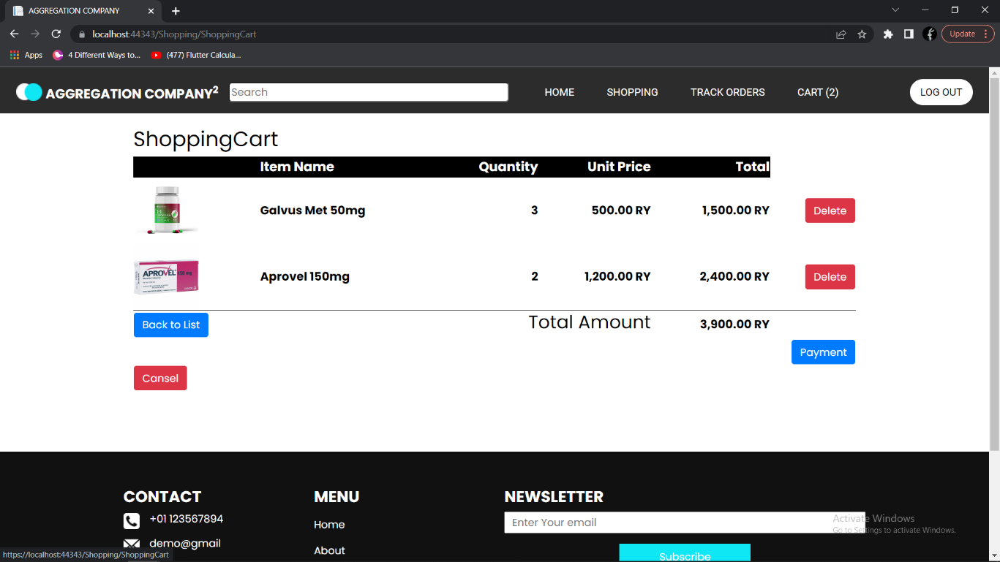 AGGREGATION COMPANY
localhost:44343/Shopping/ShoppingCart
Update
Apps
4 Different Ways to...
(477) Flutter Calcula...
AGGREGATION COMPANY²
Search
HOME
SHOPPING
TRACK ORDERS
CART (2)
LOG OUT
ShoppingCart
Item Name Quantity Unit Price Total
Galvus Met 50mg 3 500.00 RY 1,500.00 RY Delete
APROVEL 150 mg
Aprovel 150mg 2 1,200.00 RY 2,400.00 RY Delete
Back to List Total Amount 3,900.00 RY
Payment
Cansel
CONTACT
+01 123567894
demo@gmail
MENU
Home
About
NEWSLETTER
Enter Your email
Subscribe
Activate Windows
Go to Settings to activate Windows.
https://localhost:44343/Shopping/ShoppingCart